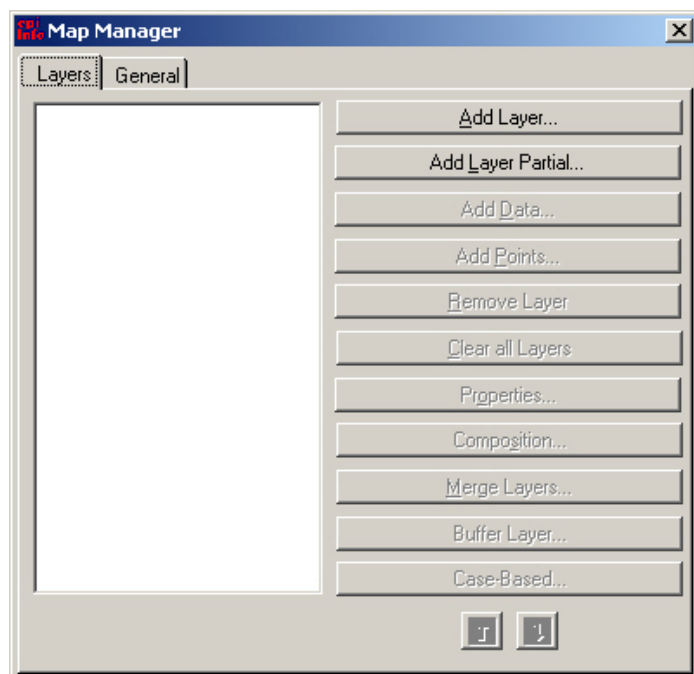 epi
info
Map Manager
Layers
General
Add Layer...
Add Layer Partial...
Add Data...
Add Points...
Remove Layer
Clear all Layers
Properties...
Composition...
Merge Layers...
Buffer Layer...
Case-Based...